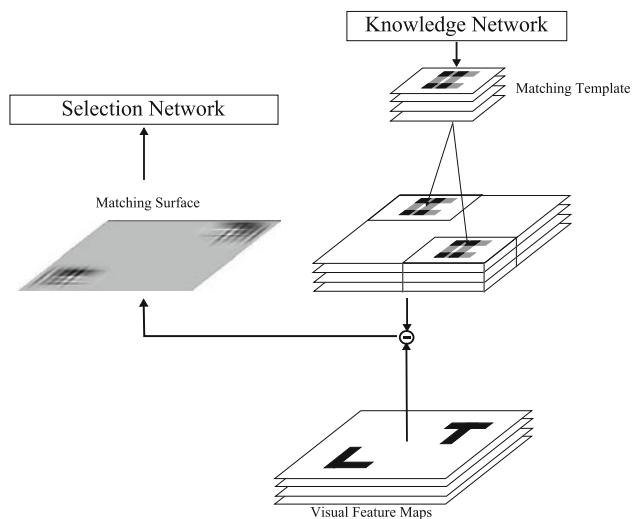 Knowledge Network
Matching Template
Selection Network
Matching Surface
L T
Visual Feature Maps